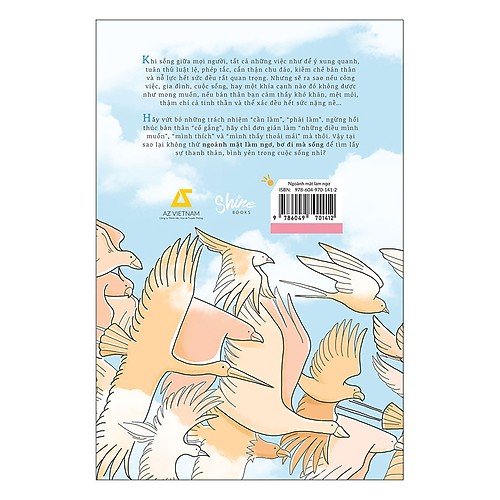 Khi sống giữa mọi người, tất cả những việc như để ý xung quanh,
tuân thủ luật lệ, phép tắc, cẩn thận chu đáo, kiềm chế bản thân
và nỗ lực hết sức đều rất quan trọng. Nhưng sẽ ra sao nếu công
việc, gia đình, cuộc sống, hay một khía cạnh nào đó không được
như mong muốn, nếu bản thân bạn cảm thấy khó khăn, mệt mỏi,
thậm chí cả tinh thần và thể xác đều hết sức nặng nề...
Hãy vứt bỏ những trách nhiệm "cần làm", "phải làm", ngừng hối
thúc bản thân "cố gắng", hãy chỉ đơn giản làm "những điều mình
muốn", "mình thích" và "mình thấy thoải mái" mà thôi. Vậy tại
sao lại không thử ngoảnh mặt làm ngơ, bơ đi mà sống để tìm lấy
sự thanh thản, bình yên trong cuộc sống nhỉ?
AZ VIETNAM
Shine
BOOKS
Ngoảnh mặt làm ngơ
ISBN: 978-604-970-141-2
9 786049 701412